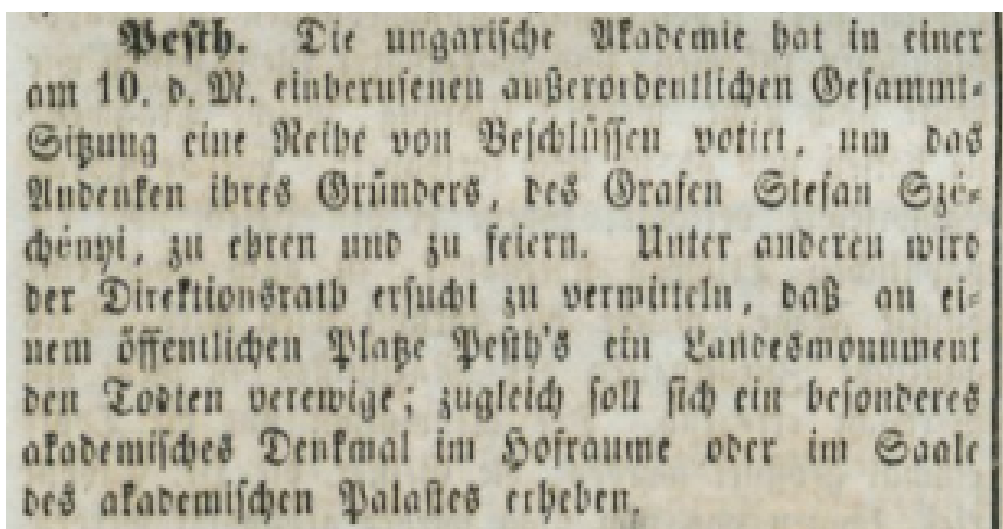 Pesth. Die ungarische Akademie hat in einer
am 10. d. M. einberufenen außerordentlichen Gesammt-
Sitzung eine Reihe von Beschlüssen votirt, um das
Andenken ihres Gründers, des Grafen Stefan Szé-
chényi, zu ehren und zu feiern. Unter anderen wird
der Direktionsrath ersucht zu vermitteln, daß an ei-
nem öffentlichen Platze Pesth's ein Landesmonument
den Todten verewige; zugleich soll sich ein besonderes
akademisches Denkmal im Hofraume oder im Saale
des akademischen Palastes erheben.